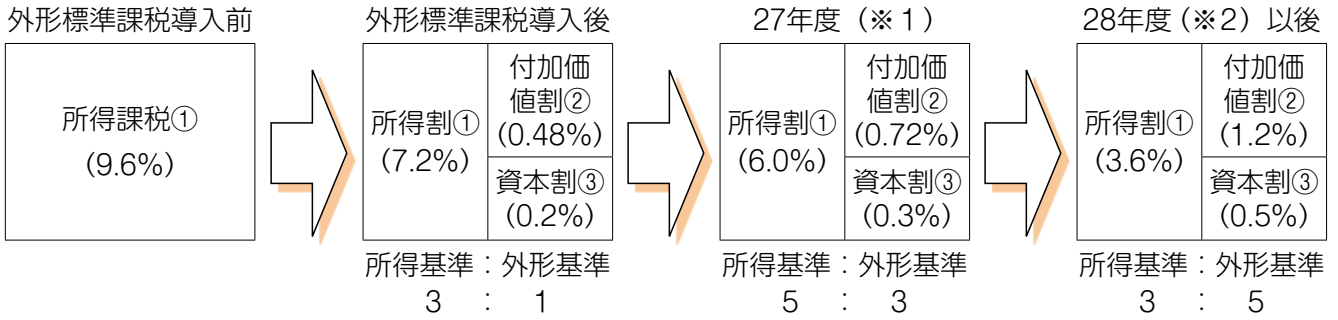 外形標準課税導入前
所得課税①
(9.6%)
外形標準課税導入後
所得割①
(7.2%)
付加価
値割②
(0.48%)
資本割③
(0.2%)
所得基準：外形基準
3 : 1
27年度（※1）
所得割①
(6.0%)
付加価
値割②
(0.72%)
資本割③
(0.3%)
所得基準：外形基準
5 : 3
28年度（※2）以後
所得割①
(3.6%)
付加価
値割②
(1.2%)
資本割③
(0.5%)
所得基準：外形基準
3 : 5